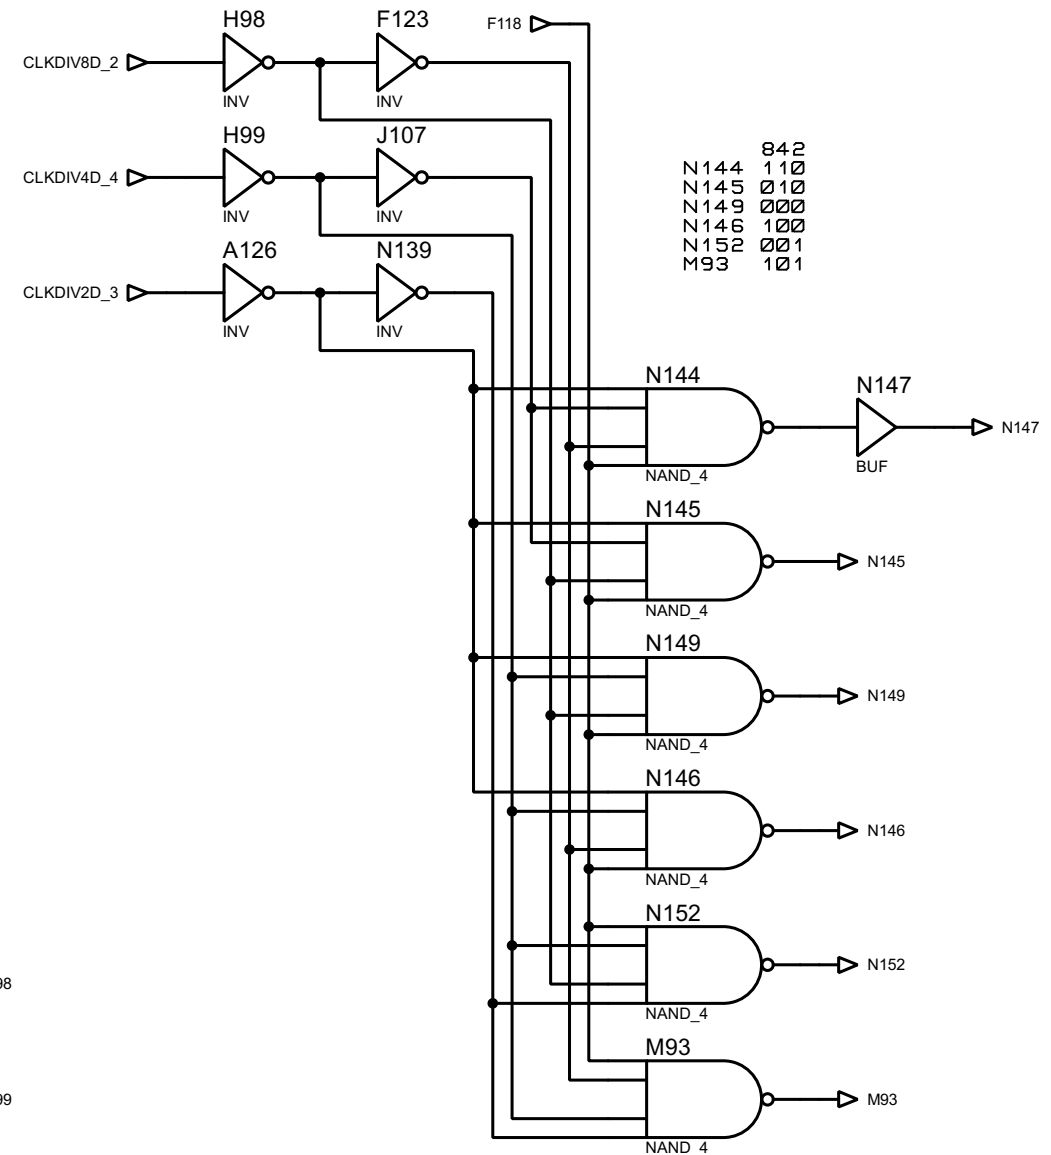 H98
F123
F118
CLKDIV8D_2
INV
INV
H99
J107
CLKDIV4D_4
INV
INV
842
N144 110
N145 010
N149 000
N146 100
N152 001
M93 101
A126
N139
CLKDIV2D_3
INV
INV
N144
N147
N147
NAND_4
BUF
N145
N145
NAND_4
N149
N149
NAND_4
N146
N146
NAND_4
N152
N152
98
NAND_4
M93
M93
99
NAND_4